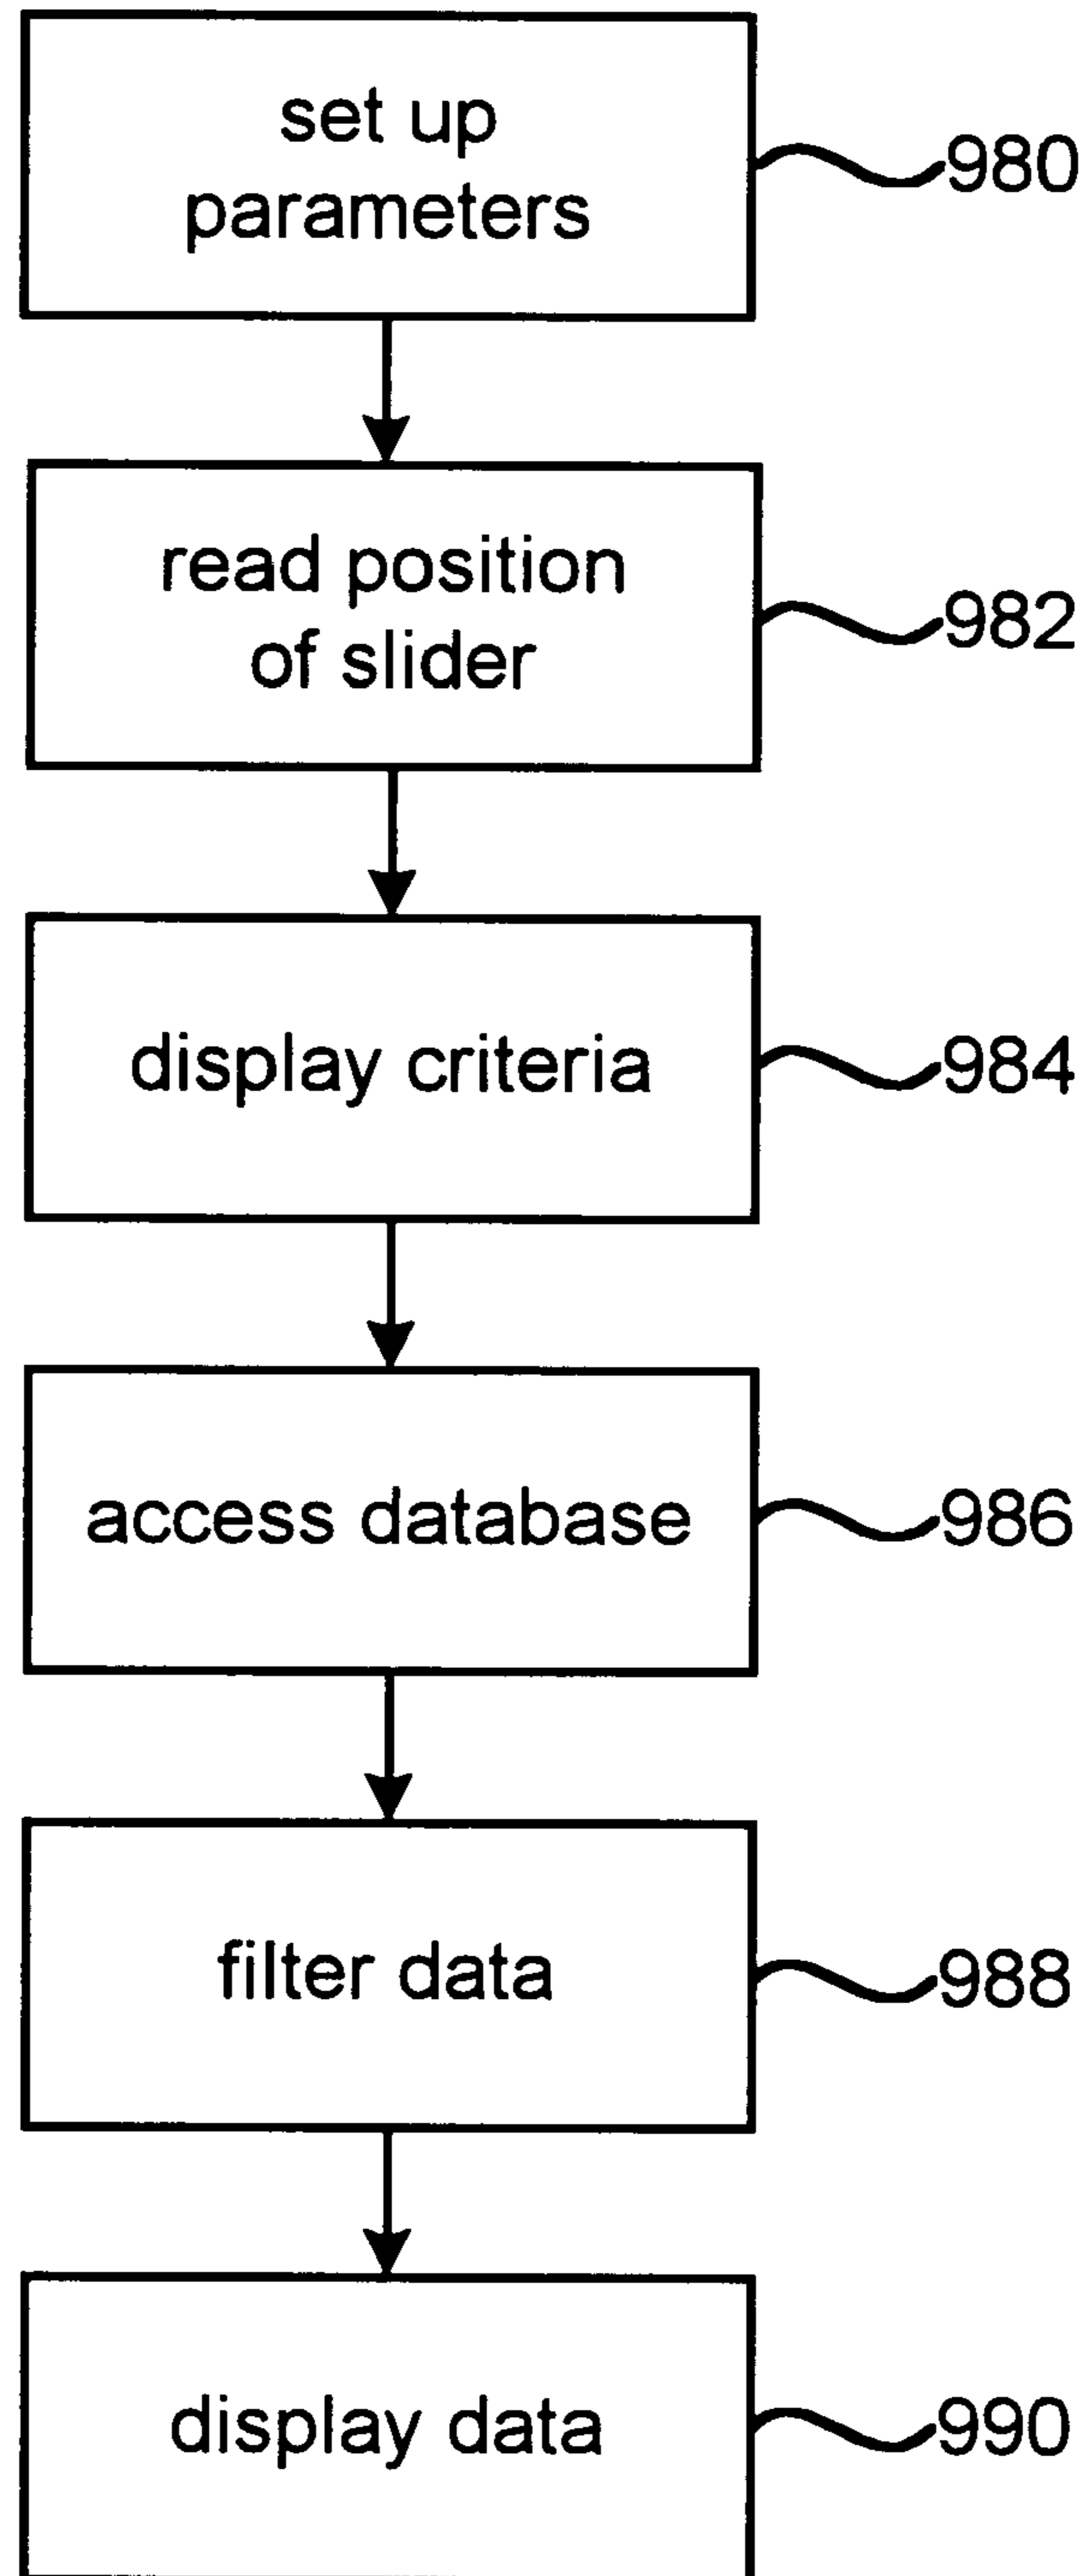 set up
parameters
980
read position
of slider
982
display criteria
984
access database
986
filter data
988
display data
990